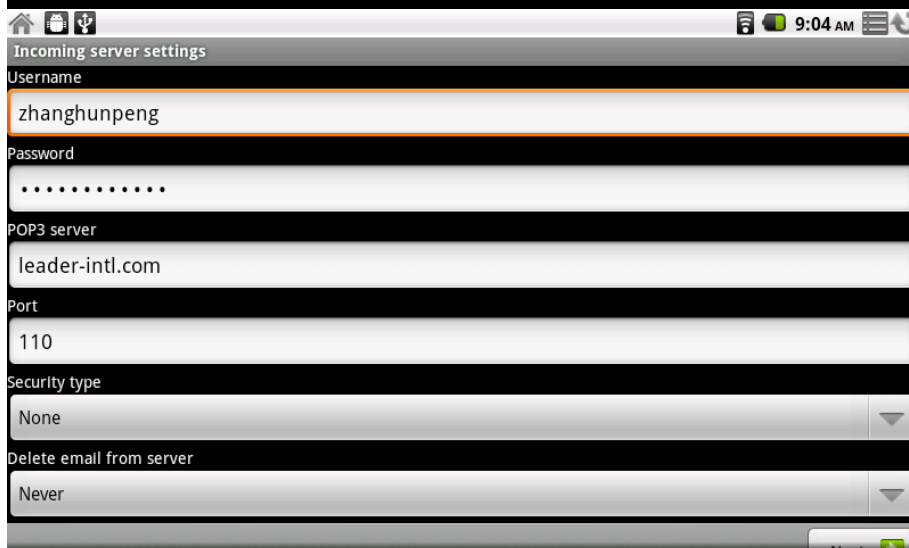 9:04 AM
Incoming server settings
Username
zhanghunpeng
Password
••••••••••••
POP3 server
leader-intl.com
Port
110
Security type
None
Delete email from server
Never